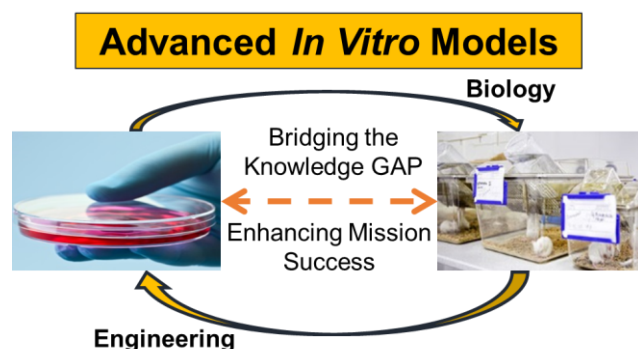 Advanced In Vitro Models
Biology
Bridging the
Knowledge GAP
Enhancing Mission
Success
Engineering